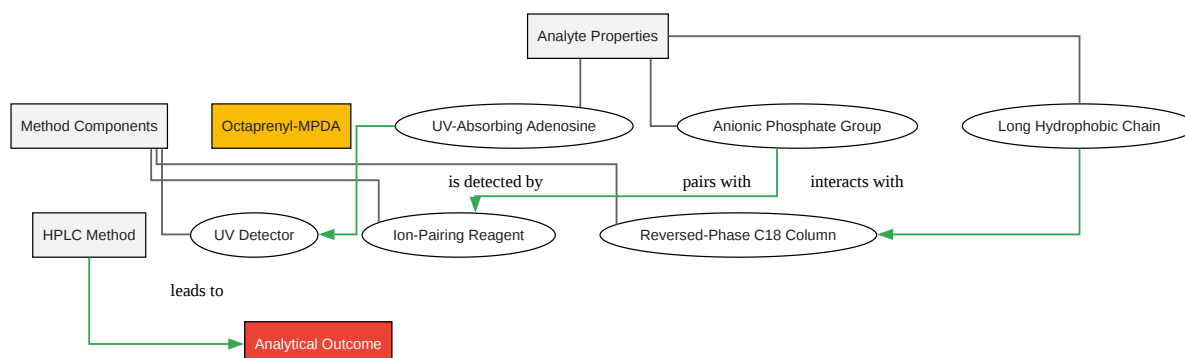 Analyte Properties
Method Components
Octaprenyl-MPDA
UV-Absorbing Adenosine
Anionic Phosphate Group
Long Hydrophobic Chain
is detected by
pairs with
interacts with
HPLC Method
UV Detector
Ion-Pairing Reagent
Reversed-Phase C18 Column
leads to
Analytical Outcome